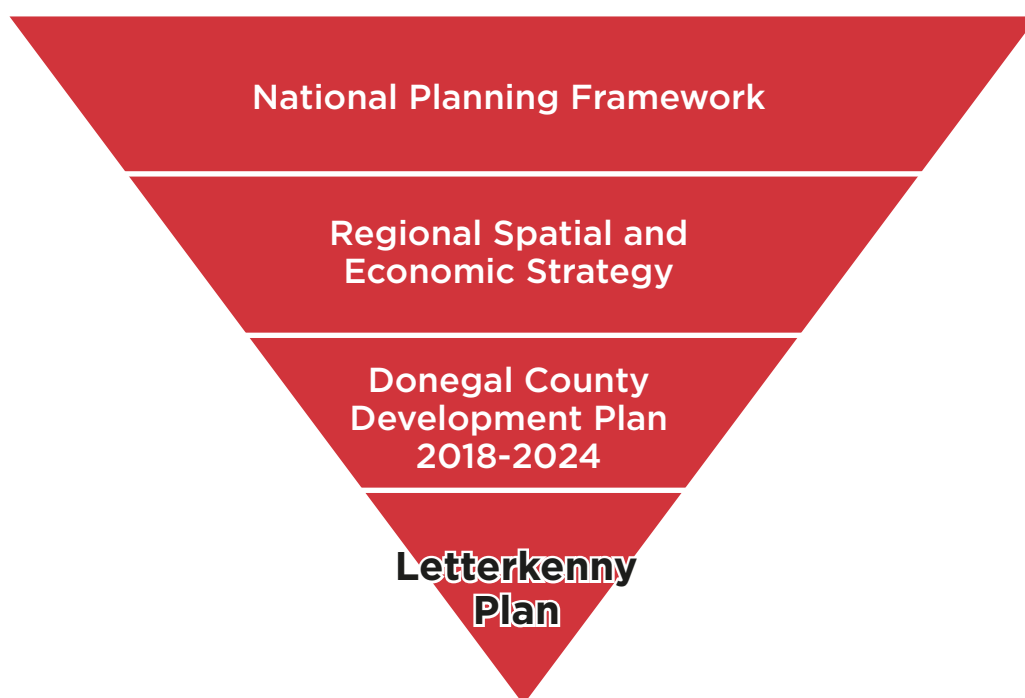 National Planning Framework
Regional Spatial and
Economic Strategy
Donegal County
Development Plan
2018-2024
Letterkenny
Plan